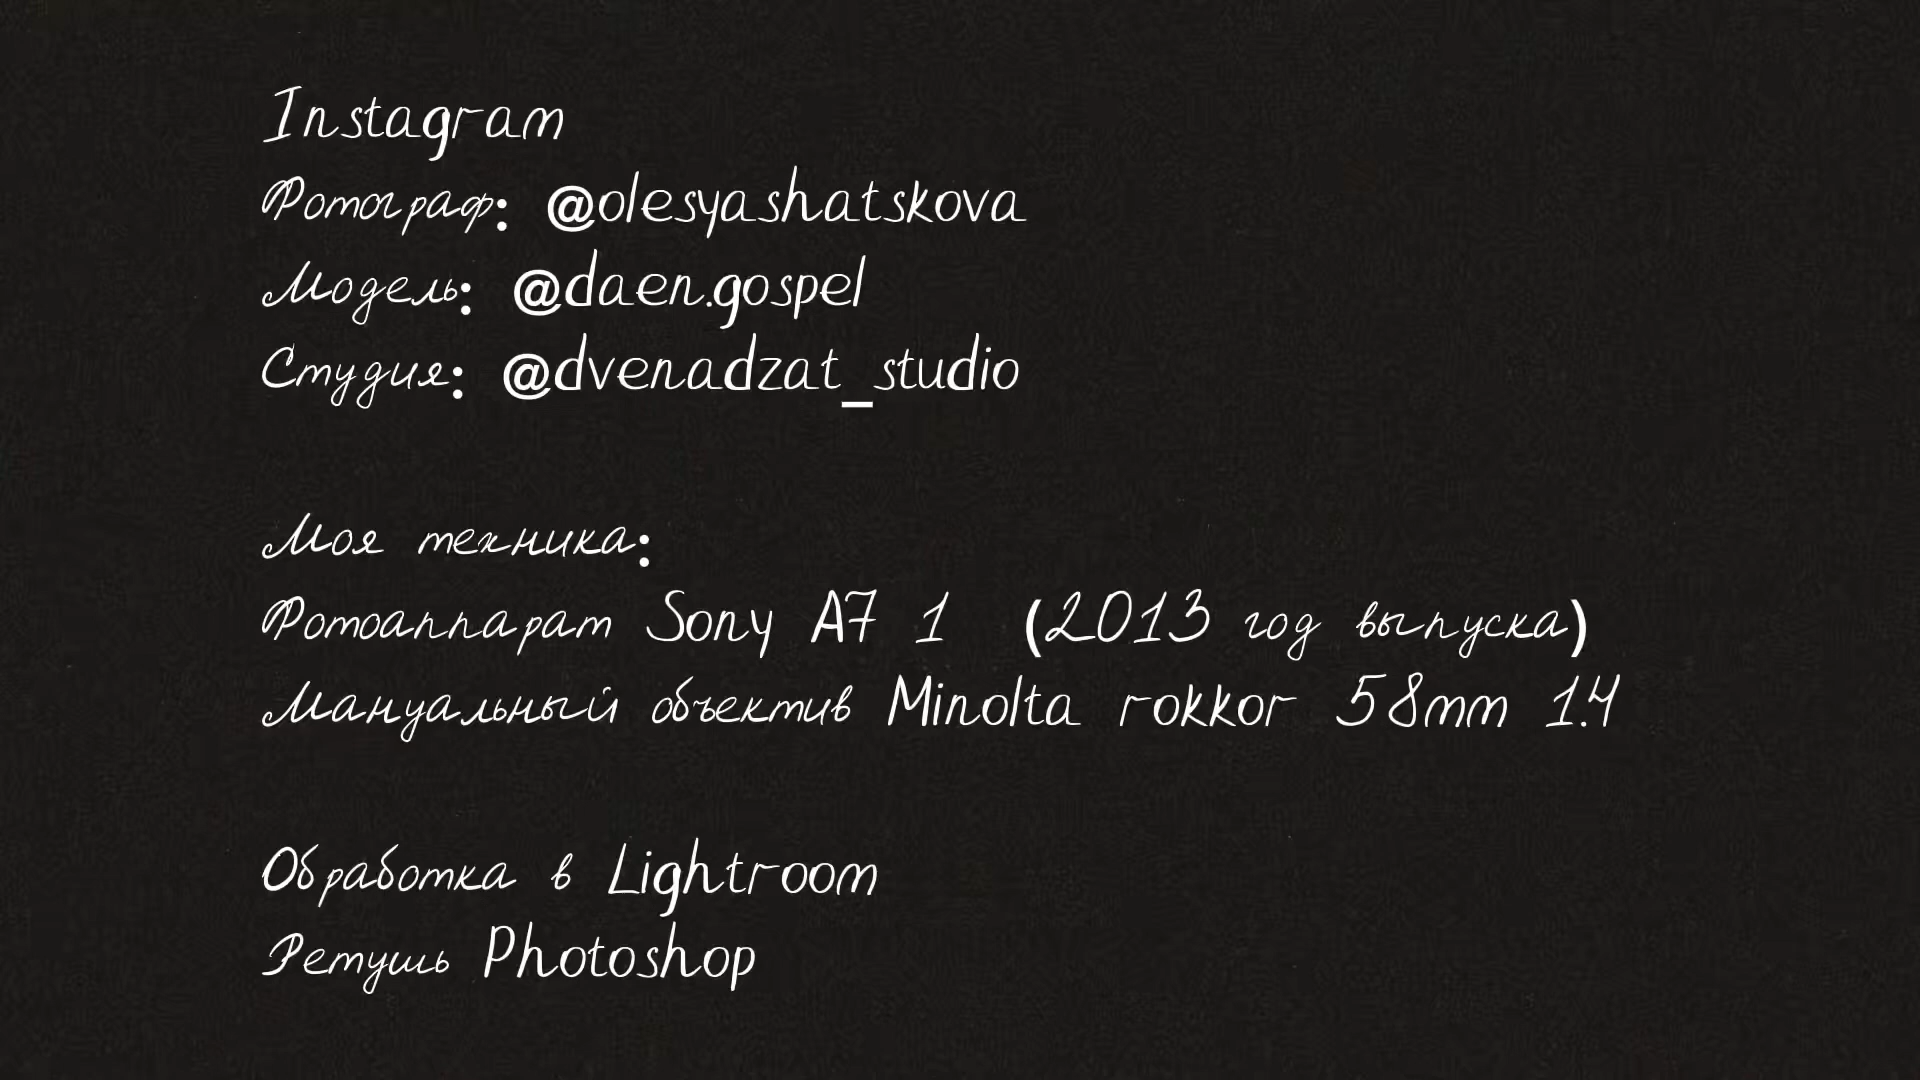 Instagram
Фотограф: @olesyashatskova
Модель: @daen.gospel
Студия: @dvenadzat_studio
Моя техника:
Фотоаппарат Sony A7 1 (2013 год выпуска)
Мануальный объектив Minolta rokkor 58mm 1.4
Обработка в Lightroom
Ретушь Photoshop